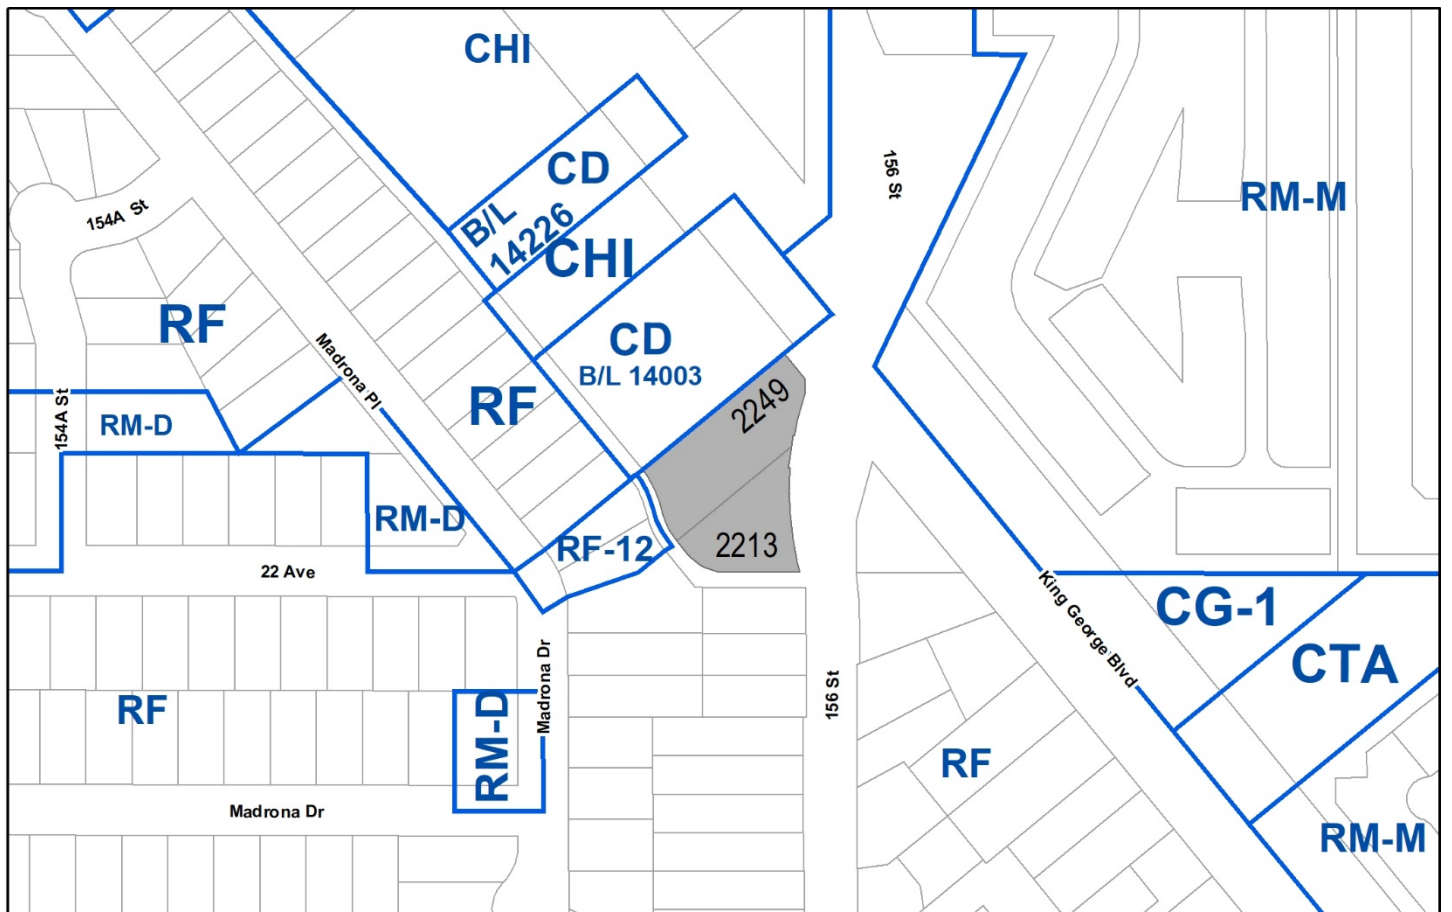 CHI
CD
B/L
14226
156 St
RM-M
154A St
CHI
RF
Madrona Pl
CD
B/L 14003
2249
RF
154A St
RM-D
RM-D
2213
RF-12
22 Ave
King George Blvd
CG-1
CTA
Madrona Dr
156 St
RF
RM-D
RF
Madrona Dr
RM-M